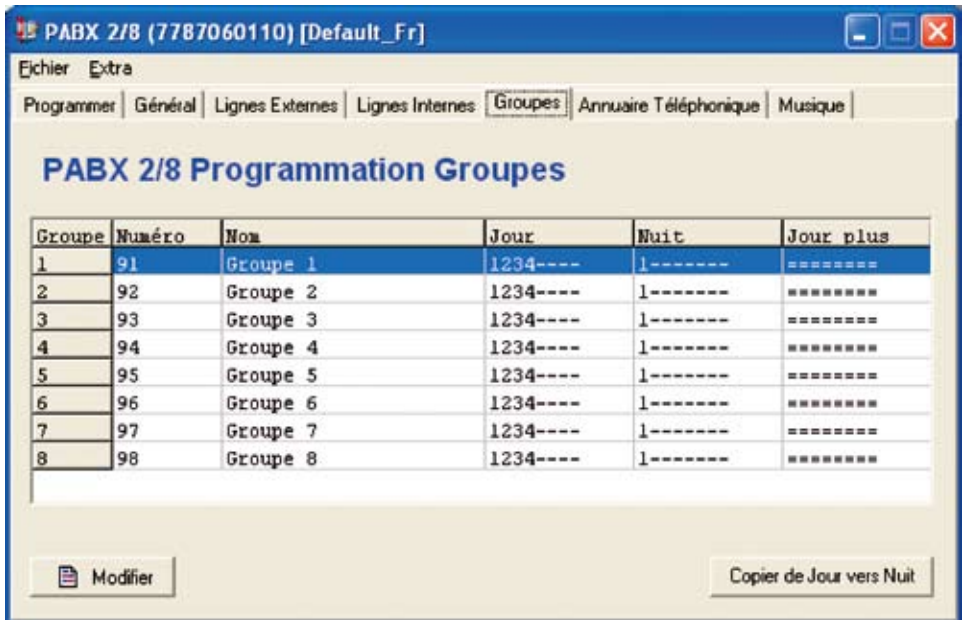 PABX 2/8 (7787060110) [Default_Fr]
Fichier Extra
Programmer Général Lignes Externes Lignes Internes Groupes Annuaire Téléphonique Musique
PABX 2/8 Programmation Groupes
Groupe Numéro Nom Jour Nuit Jour plus
1 91 Groupe 1 1234---- 1------- ========
2 92 Groupe 2 1234---- 1------- ========
3 93 Groupe 3 1234---- 1------- ========
4 94 Groupe 4 1234---- 1------- ========
5 95 Groupe 5 1234---- 1------- ========
6 96 Groupe 6 1234---- 1------- ========
7 97 Groupe 7 1234---- 1------- ========
8 98 Groupe 8 1234---- 1------- ========
Modifier Copier de Jour vers Nuit